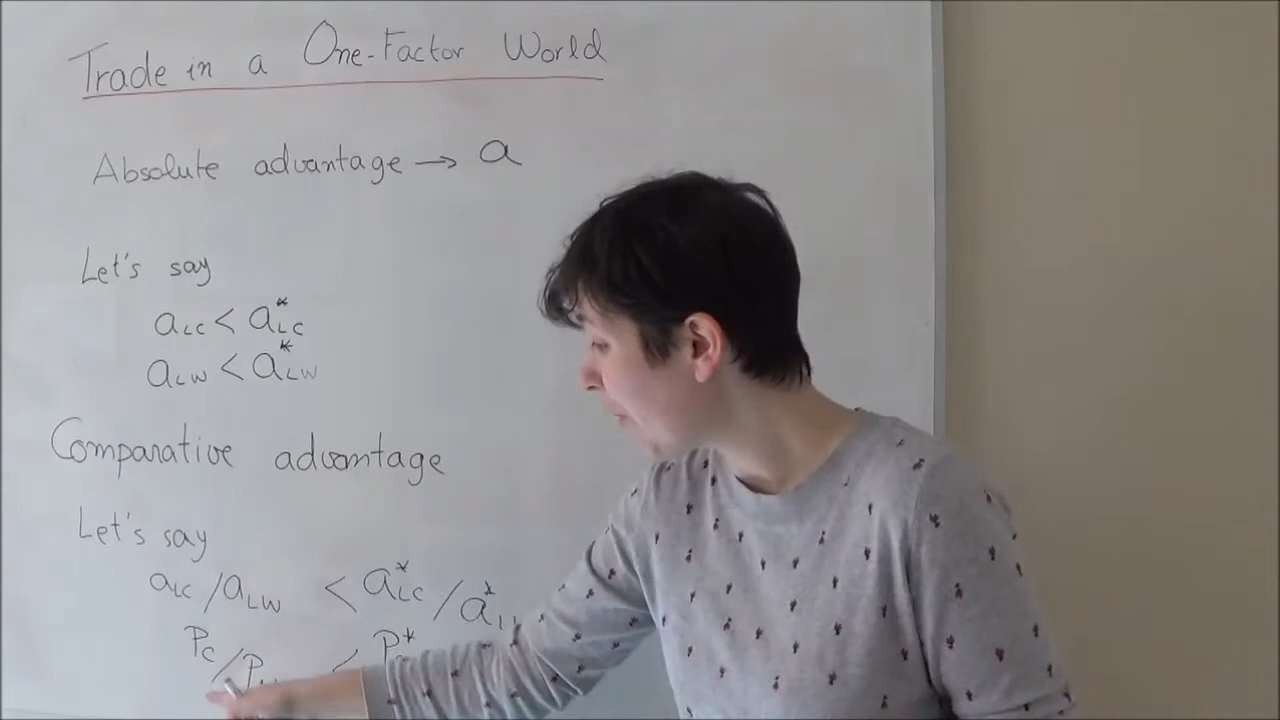 Trade in a One-Factor World
Absolute advantage → a
Let's say
aLC < a*LC
aLW < a*LW
Comparative advantage
Let's say
aLC / aLW < a*LC / a*L
PC / P < P*